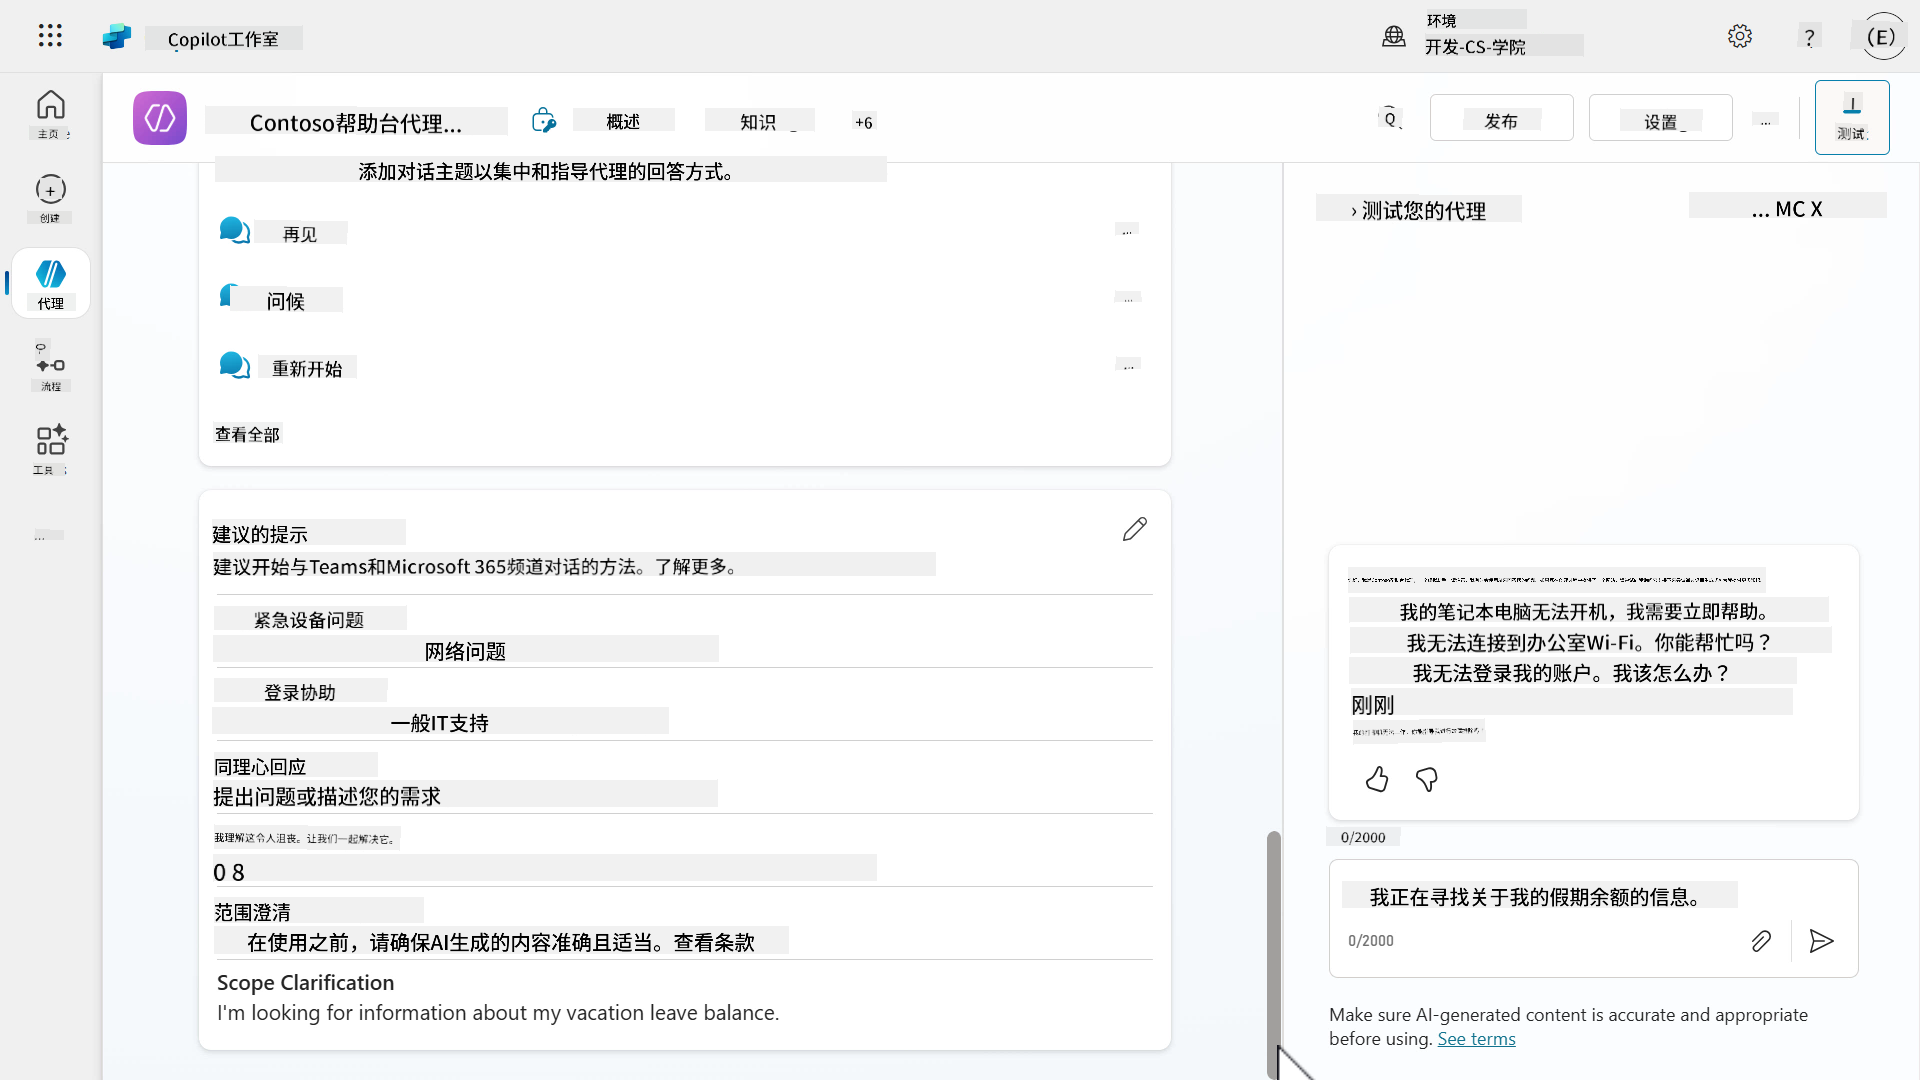 Copilot工作室
环境
开发-CS-学院
?
(E)
主页
创建
代理
流程
工具
...
Contoso帮助台代理...
概述
知识
+6
发布
设置
...
测试
添加对话主题以集中和指导代理的回答方式。
再见
...
问候
...
重新开始
...
查看全部
建议的提示
建议开始与Teams和Microsoft 365频道对话的方法。了解更多。
紧急设备问题
网络问题
登录协助
一般IT支持
同理心回应
提出问题或描述您的需求
我理解这令人沮丧。让我们一起解决它。
0 8
范围澄清
在使用之前，请确保AI生成的内容准确且适当。查看条款
Scope Clarification
I'm looking for information about my vacation leave balance.
› 测试您的代理
... MC X
我的笔记本电脑无法开机，我需要立即帮助。
我无法连接到办公室Wi-Fi。你能帮忙吗？
我无法登录我的账户。我该怎么办？
刚刚
0/2000
我正在寻找关于我的假期余额的信息。
0/2000
Make sure AI-generated content is accurate and appropriate
before using. See terms